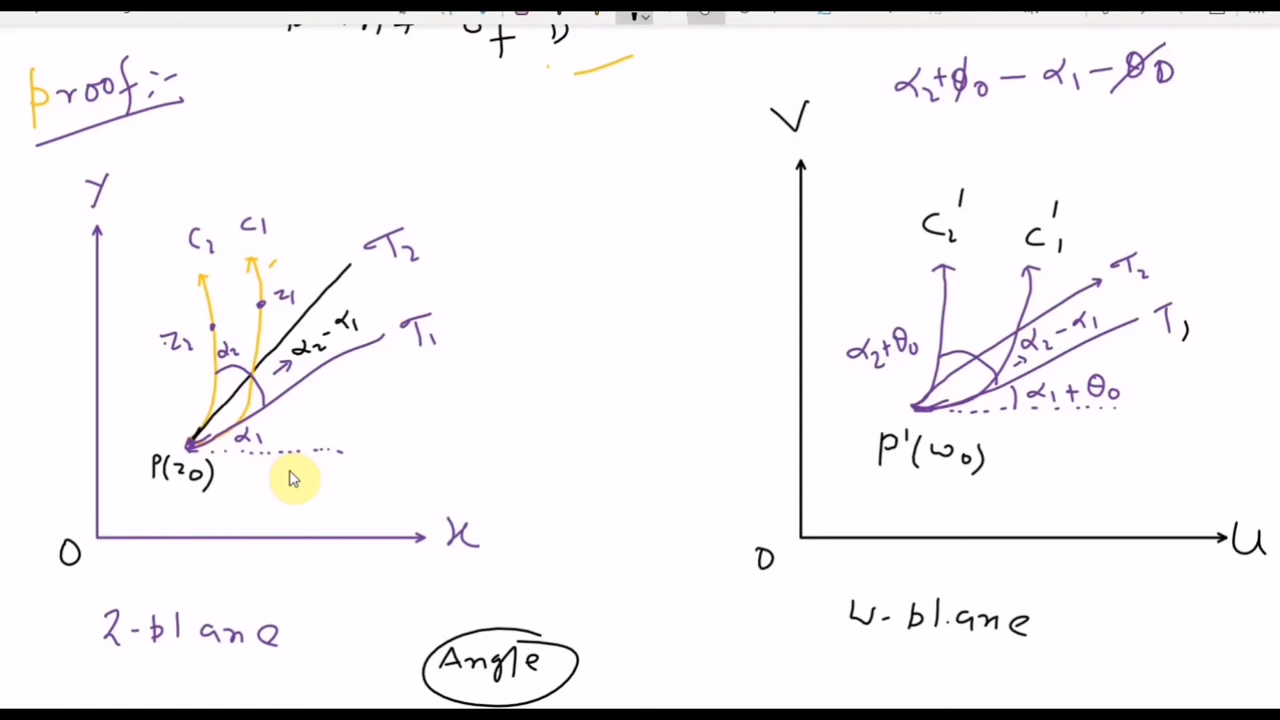 proof:-
α₂+θ₀ - α₁ - θ₀
Y
C₂
C₁
T₂
T₁
z₂
z₁
α₂
α₂-α₁
α₁
P(z₀)
O
x
Z-plane
V
C₂'
C₁'
T₂
T₁
α₂+θ₀
α₂-α₁
α₁+θ₀
P'(w₀)
O
U
W-plane
Angle